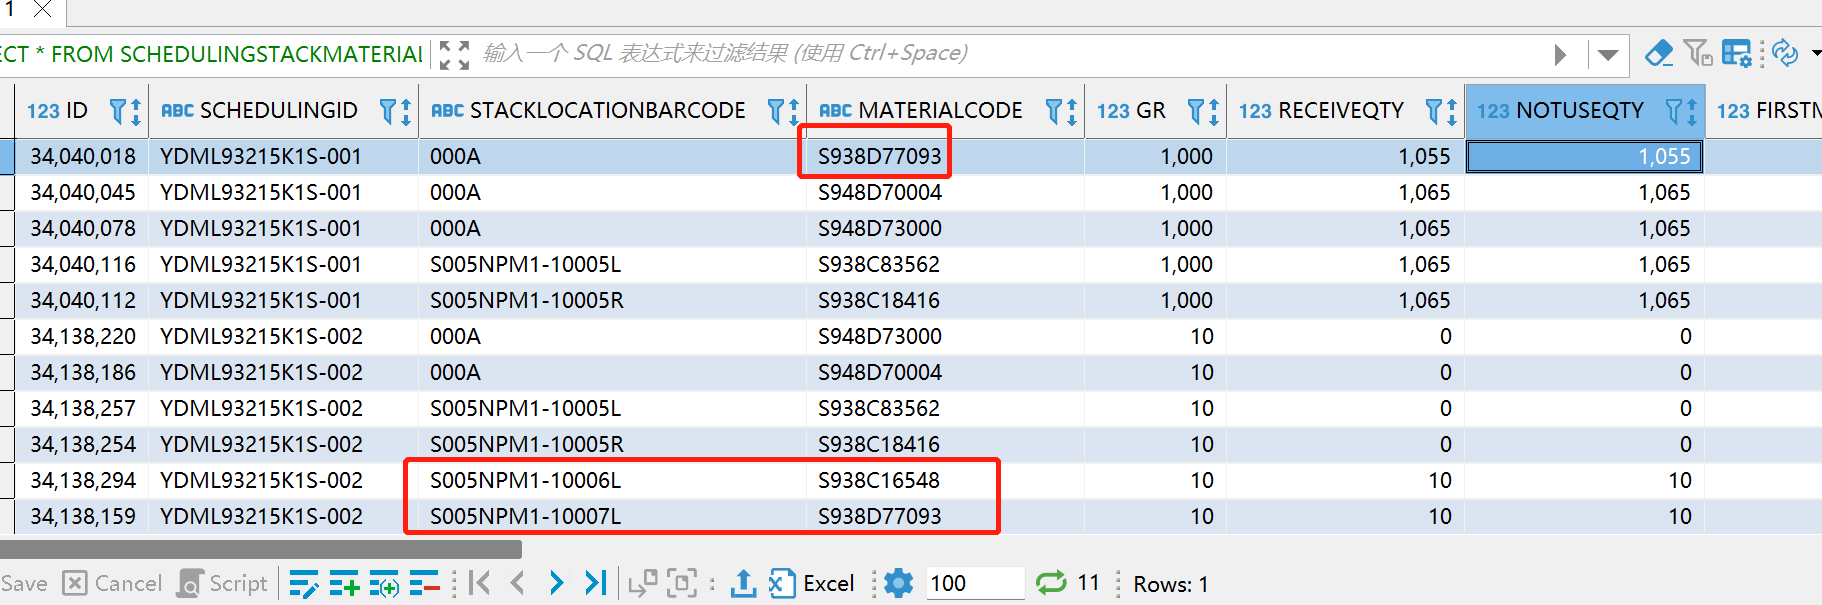 1
ECT * FROM SCHEDULINGSTACKMATERIAL 输入一个 SQL 表达式来过滤结果 (使用 Ctrl+Space)
123 ID ABC SCHEDULINGID ABC STACKLOCATIONBARCODE ABC MATERIALCODE 123 GR 123 RECEIVEQTY 123 NOTUSEQTY 123 FIRSTM
34,040,018 YDML93215K1S-001 000A S938D77093 1,000 1,055 1,055
34,040,045 YDML93215K1S-001 000A S948D70004 1,000 1,065 1,065
34,040,078 YDML93215K1S-001 000A S948D73000 1,000 1,065 1,065
34,040,116 YDML93215K1S-001 S005NPM1-10005L S938C83562 1,000 1,065 1,065
34,040,112 YDML93215K1S-001 S005NPM1-10005R S938C18416 1,000 1,065 1,065
34,138,220 YDML93215K1S-002 000A S948D73000 10 0 0
34,138,186 YDML93215K1S-002 000A S948D70004 10 0 0
34,138,257 YDML93215K1S-002 S005NPM1-10005L S938C83562 10 0 0
34,138,254 YDML93215K1S-002 S005NPM1-10005R S938C18416 10 0 0
34,138,294 YDML93215K1S-002 S005NPM1-10006L S938C16548 10 10 10
34,138,159 YDML93215K1S-002 S005NPM1-10007L S938D77093 10 10 10
Save Cancel Script Excel 100 11 Rows: 1